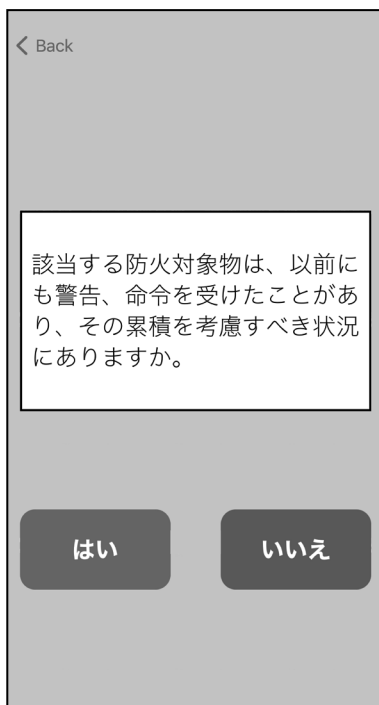 Back
該当する防火対象物は、以前に
も警告、命令を受けたことがあ
り、その累積を考慮すべき状況
にありますか。
はい
いいえ